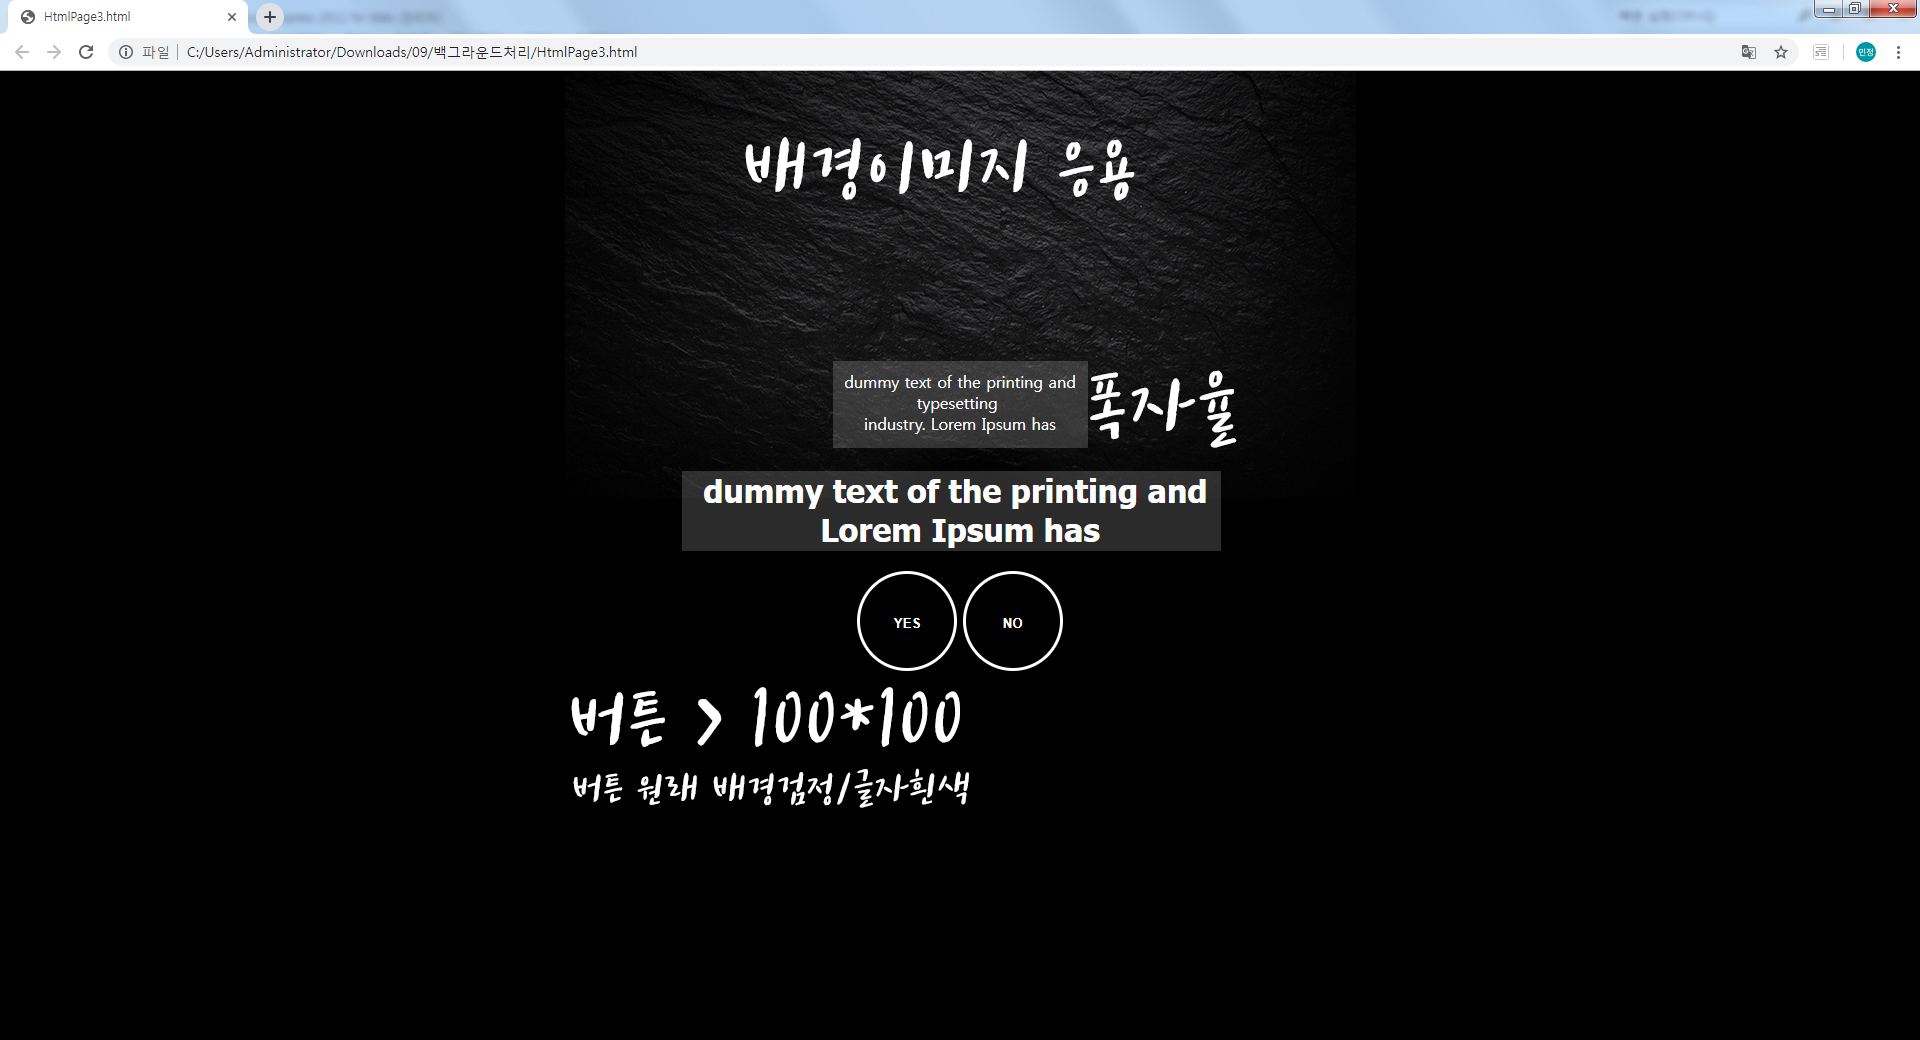 HtmlPage3.html
파일 C:/Users/Administrator/Downloads/09/백그라운드처리/HtmlPage3.html
민정
배경이미지 응용
dummy text of the printing and
typesetting
industry. Lorem Ipsum has
폭자율
dummy text of the printing and
Lorem Ipsum has
YES
NO
버튼 > 100*100
버튼 원래 배경검정/글자흰색